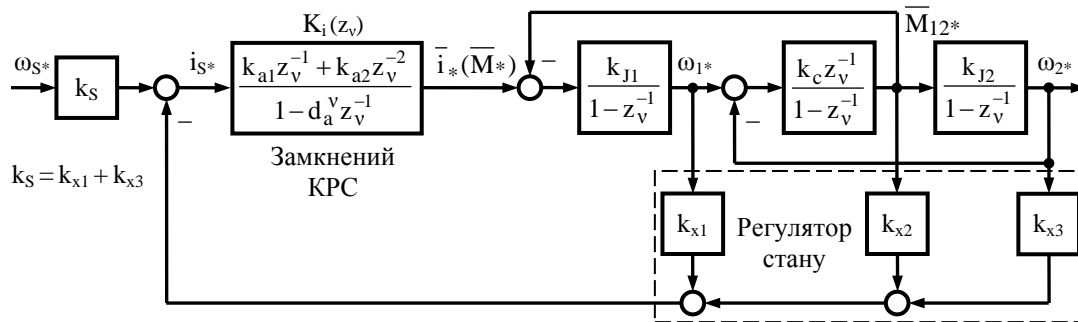 K_i(z_ν)
M̅_12*
ω_S*
k_S
i_S*
k_a1 z_ν^-1 + k_a2 z_ν^-2
1 − d_a^ν z_ν^-1
i̅_*(M̅_*)
−
k_J1
1 − z_ν^-1
ω_1*
−
k_c z_ν^-1
1 − z_ν^-1
k_J2
1 − z_ν^-1
ω_2*
−
Замкнений
КРС
k_S = k_x1 + k_x3
k_x1
Регулятор
стану
k_x2
k_x3